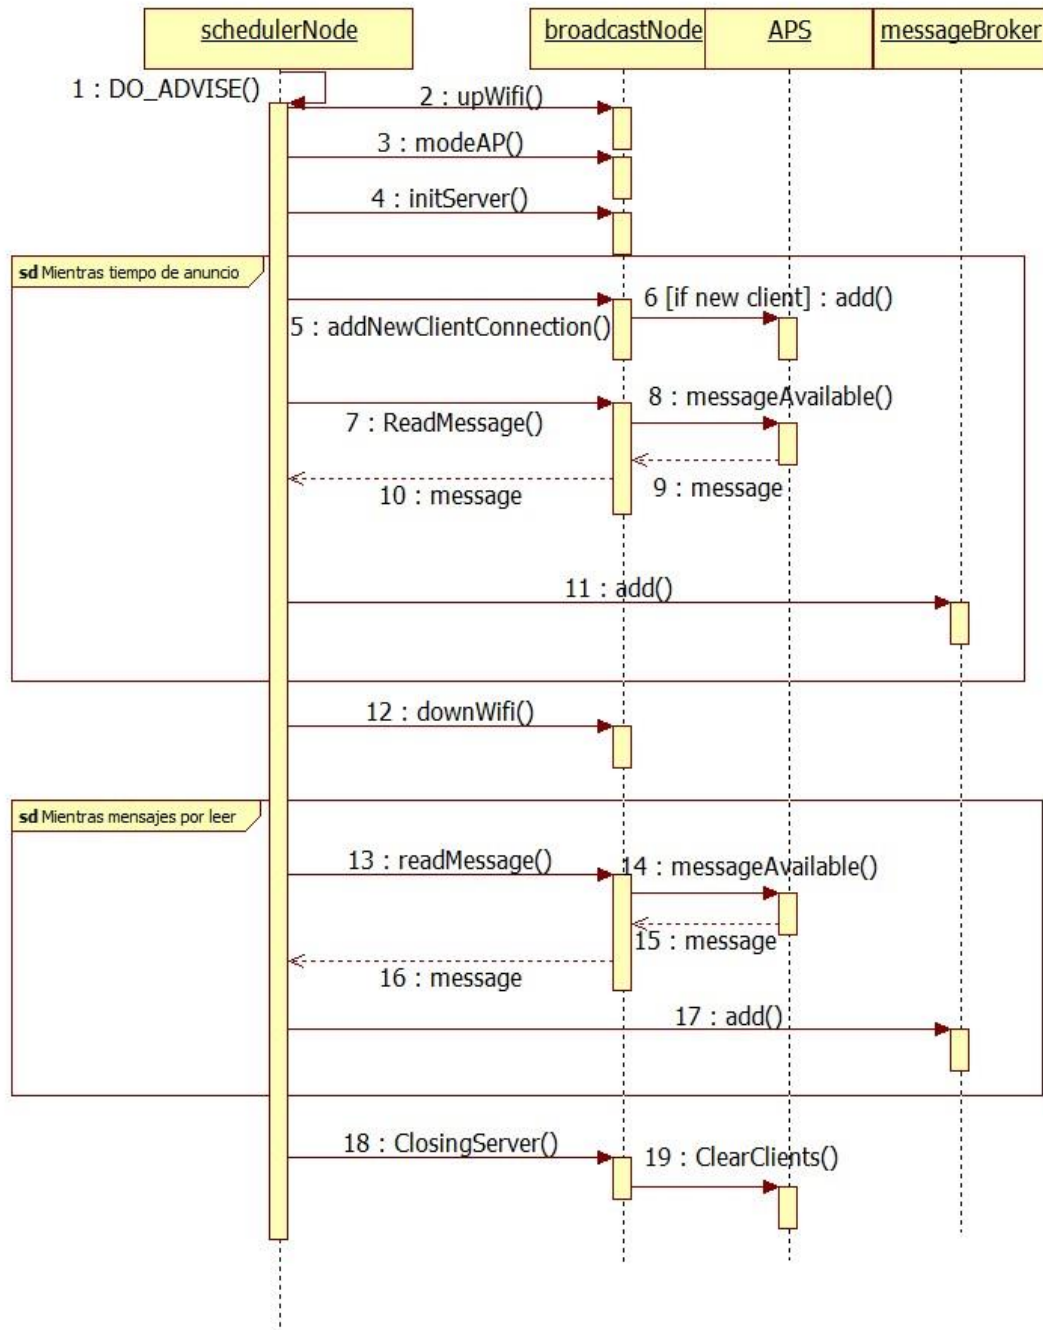 schedulerNode
broadcastNode
APS
messageBroker
1 : DO_ADVISE()
2 : upWifi()
3 : modeAP()
4 : initServer()
sd Mientras tiempo de anuncio
6 [if new client] : add()
5 : addNewClientConnection()
8 : messageAvailable()
7 : ReadMessage()
9 : message
10 : message
11 : add()
12 : downWifi()
sd Mientras mensajes por leer
13 : readMessage()
14 : messageAvailable()
15 : message
16 : message
17 : add()
18 : ClosingServer()
19 : ClearClients()